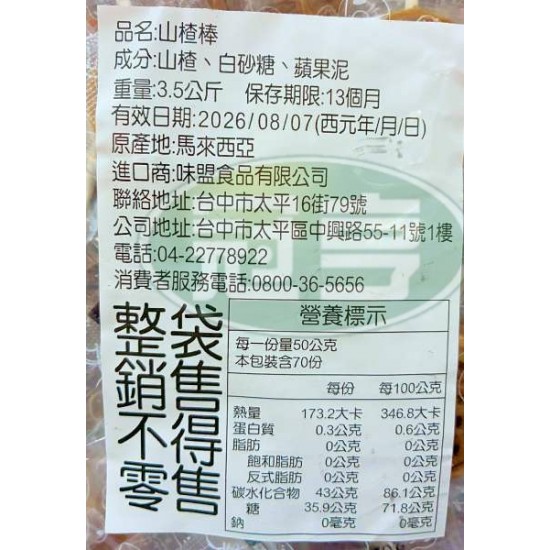 品名:山楂棒
成分:山楂、白砂糖、蘋果泥
重量:3.5公斤 保存期限:13個月
有效日期:2026/08/07(西元年/月/日)
原產地:馬來西亞
進口商:味盟食品有限公司
聯絡地址:台中市太平16街79號
公司地址:台中市太平區中興路55-11號1樓
電話:04-22778922
消費者服務電話:0800-36-5656
整袋
銷售
不得
零售
營養標示
每一份量50公克
本包裝含70份
每份 每100公克
熱量 173.2大卡 346.8大卡
蛋白質 0.3公克 0.6公克
脂肪 0公克 0公克
飽和脂肪 0公克 0公克
反式脂肪 0公克 0公克
碳水化合物 43公克 86.1公克
糖 35.9公克 71.8公克
鈉 0毫克 0毫克